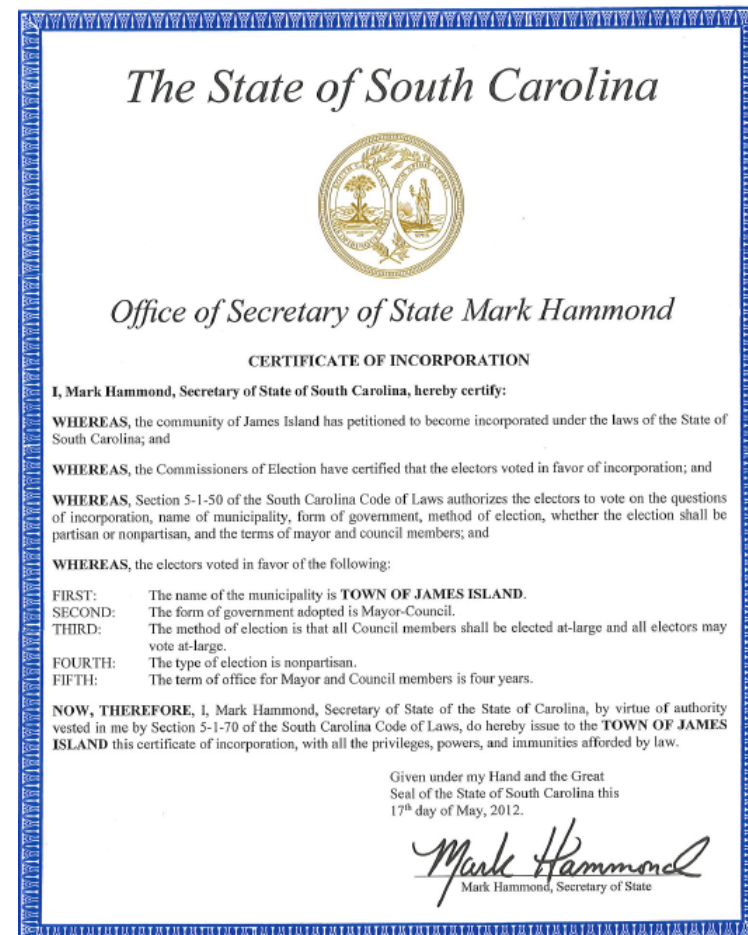 The State of South Carolina
Office of Secretary of State Mark Hammond
CERTIFICATE OF INCORPORATION
I, Mark Hammond, Secretary of State of South Carolina, hereby certify:
WHEREAS, the community of James Island has petitioned to become incorporated under the laws of the State of
South Carolina; and
WHEREAS, the Commissioners of Election have certified that the electors voted in favor of incorporation; and
WHEREAS, Section 5-1-50 of the South Carolina Code of Laws authorizes the electors to vote on the questions
of incorporation, name of municipality, form of government, method of election, whether the election shall be
partisan or nonpartisan, and the terms of mayor and council members; and
WHEREAS, the electors voted in favor of the following:
FIRST: The name of the municipality is TOWN OF JAMES ISLAND.
SECOND: The form of government adopted is Mayor-Council.
THIRD: The method of election is that all Council members shall be elected at-large and all electors may
vote at-large.
FOURTH: The type of election is nonpartisan.
FIFTH: The term of office for Mayor and Council members is four years.
NOW, THEREFORE, I, Mark Hammond, Secretary of State of the State of Carolina, by virtue of authority
vested in me by Section 5-1-70 of the South Carolina Code of Laws, do hereby issue to the TOWN OF JAMES
ISLAND this certificate of incorporation, with all the privileges, powers, and immunities afforded by law.
Given under my Hand and the Great
Seal of the State of South Carolina this
17th day of May, 2012.
Mark Hammond
Mark Hammond, Secretary of State